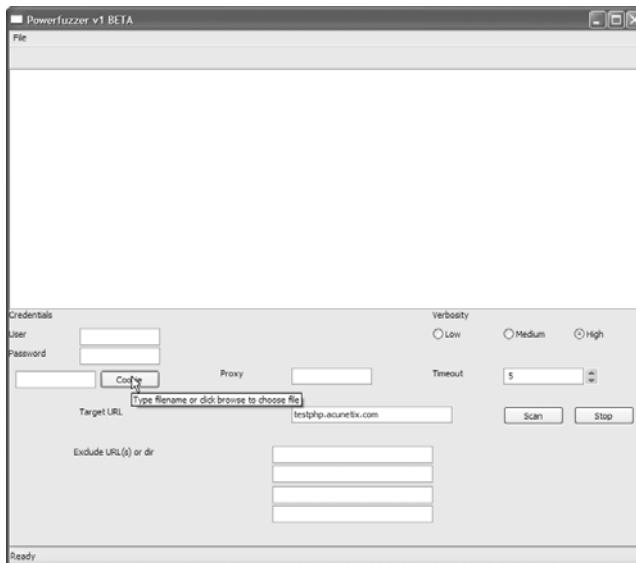 Powerfuzzer v1 BETA
File
Credentials
Verbosity
User
Low
Medium
High
Password
Cookie
Proxy
Timeout
5
Type filename or click browse to choose file
Target URL
testphp.acunetix.com
Scan
Stop
Exclude URL(s) or dir
Ready